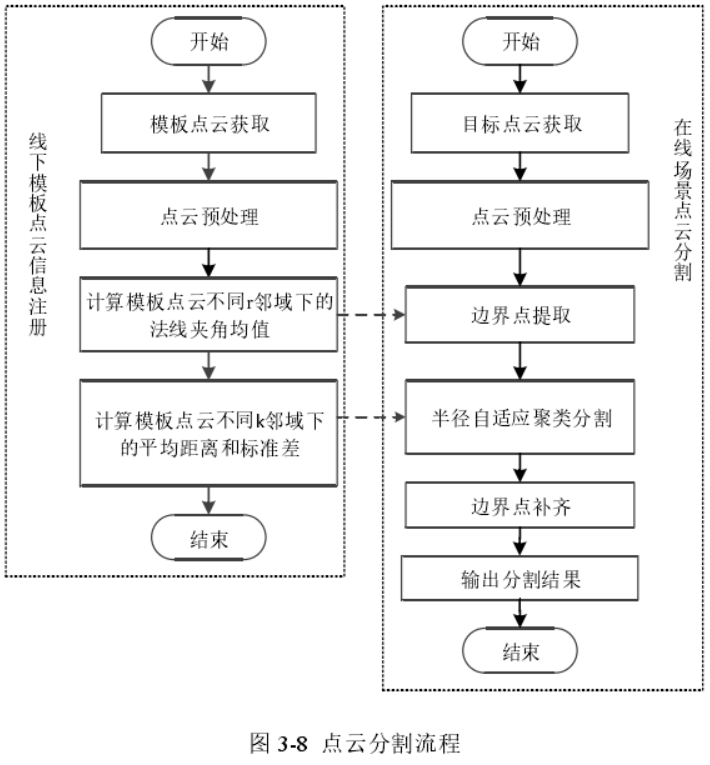 线下模板点云信息注册
开始
模板点云获取
点云预处理
计算模板点云不同r邻域下的
法线夹角均值
计算模板点云不同k邻域下
的平均距离和标准差
结束
在线场景点云分割
开始
目标点云获取
点云预处理
边界点提取
半径自适应聚类分割
边界点补齐
输出分割结果
结束
图 3-8 点云分割流程